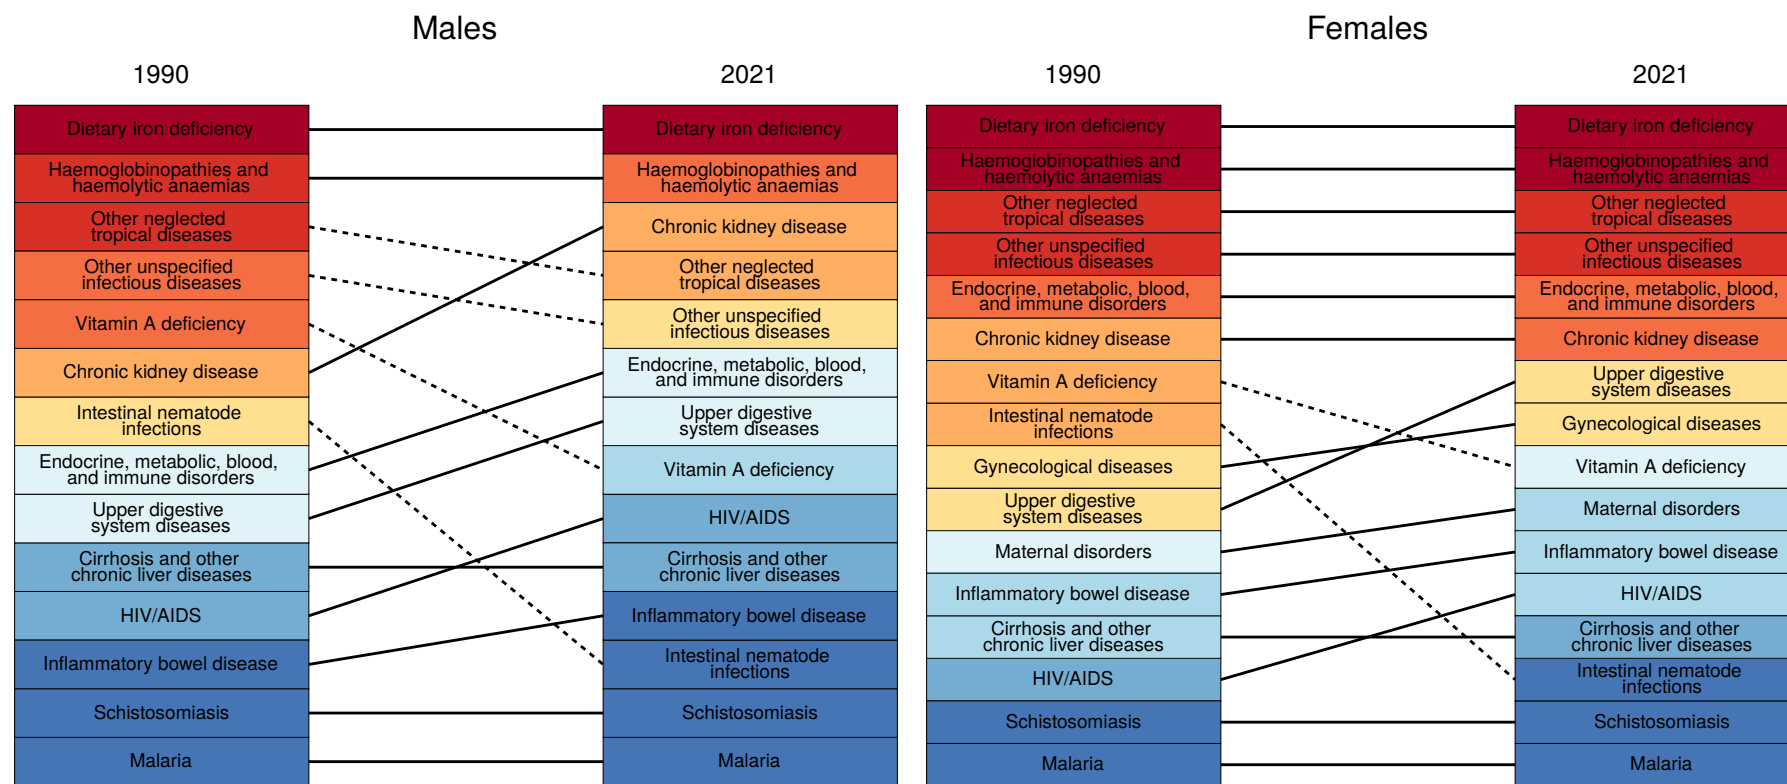 Males
1990
2021
Dietary iron deficiency
Haemoglobinopathies and
haemolytic anaemias
Other neglected
tropical diseases
Other unspecified
infectious diseases
Vitamin A deficiency
Chronic kidney disease
Intestinal nematode
infections
Endocrine, metabolic, blood,
and immune disorders
Upper digestive
system diseases
Cirrhosis and other
chronic liver diseases
HIV/AIDS
Inflammatory bowel disease
Schistosomiasis
Malaria
Dietary iron deficiency
Haemoglobinopathies and
haemolytic anaemias
Chronic kidney disease
Other neglected
tropical diseases
Other unspecified
infectious diseases
Endocrine, metabolic, blood,
and immune disorders
Upper digestive
system diseases
Vitamin A deficiency
HIV/AIDS
Cirrhosis and other
chronic liver diseases
Inflammatory bowel disease
Intestinal nematode
infections
Schistosomiasis
Malaria
Females
1990
2021
Dietary iron deficiency
Haemoglobinopathies and
haemolytic anaemias
Other neglected
tropical diseases
Other unspecified
infectious diseases
Endocrine, metabolic, blood,
and immune disorders
Chronic kidney disease
Vitamin A deficiency
Intestinal nematode
infections
Gynecological diseases
Upper digestive
system diseases
Maternal disorders
Inflammatory bowel disease
Cirrhosis and other
chronic liver diseases
HIV/AIDS
Schistosomiasis
Malaria
Dietary iron deficiency
Haemoglobinopathies and
haemolytic anaemias
Other neglected
tropical diseases
Other unspecified
infectious diseases
Endocrine, metabolic, blood,
and immune disorders
Chronic kidney disease
Upper digestive
system diseases
Gynecological diseases
Vitamin A deficiency
Maternal disorders
Inflammatory bowel disease
HIV/AIDS
Cirrhosis and other
chronic liver diseases
Intestinal nematode
infections
Schistosomiasis
Malaria